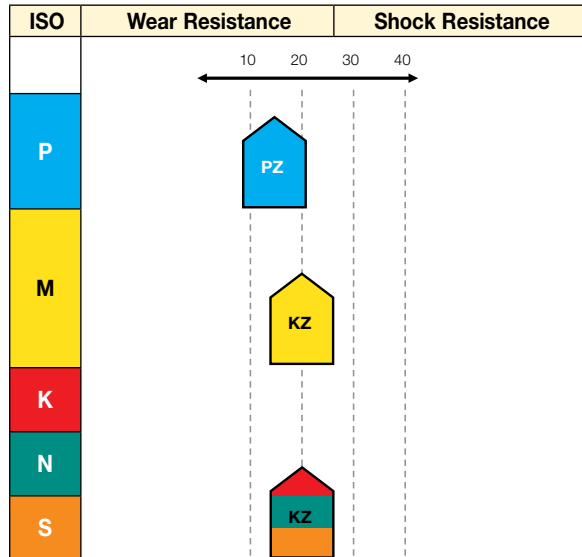 ISO Wear Resistance Shock Resistance
10 20 30 40
P
PZ
M
KZ
K
N
KZ
S